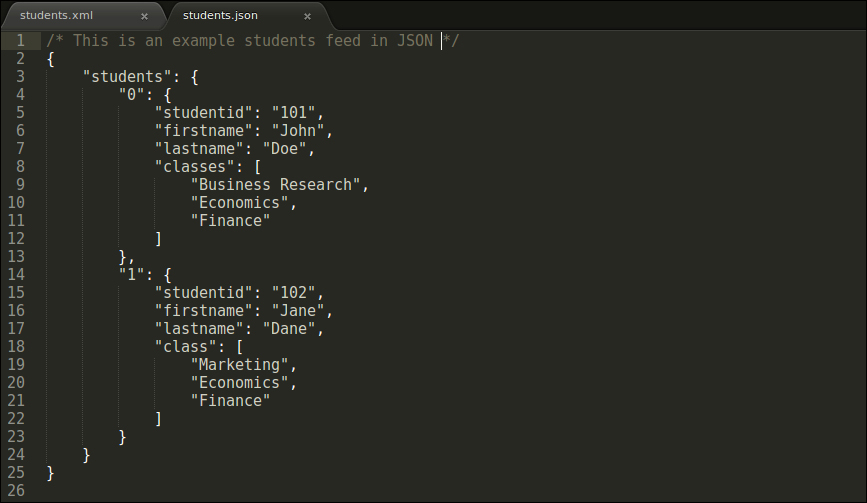 students.xml × students.json ×
1 /* This is an example students feed in JSON */
2 {
3     "students": {
4         "0": {
5             "studentid": "101",
6             "firstname": "John",
7             "lastname": "Doe",
8             "classes": [
9                 "Business Research",
10                 "Economics",
11                 "Finance"
12             ]
13         },
14         "1": {
15             "studentid": "102",
16             "firstname": "Jane",
17             "lastname": "Dane",
18             "class": [
19                 "Marketing",
20                 "Economics",
21                 "Finance"
22             ]
23         }
24     }
25 }
26